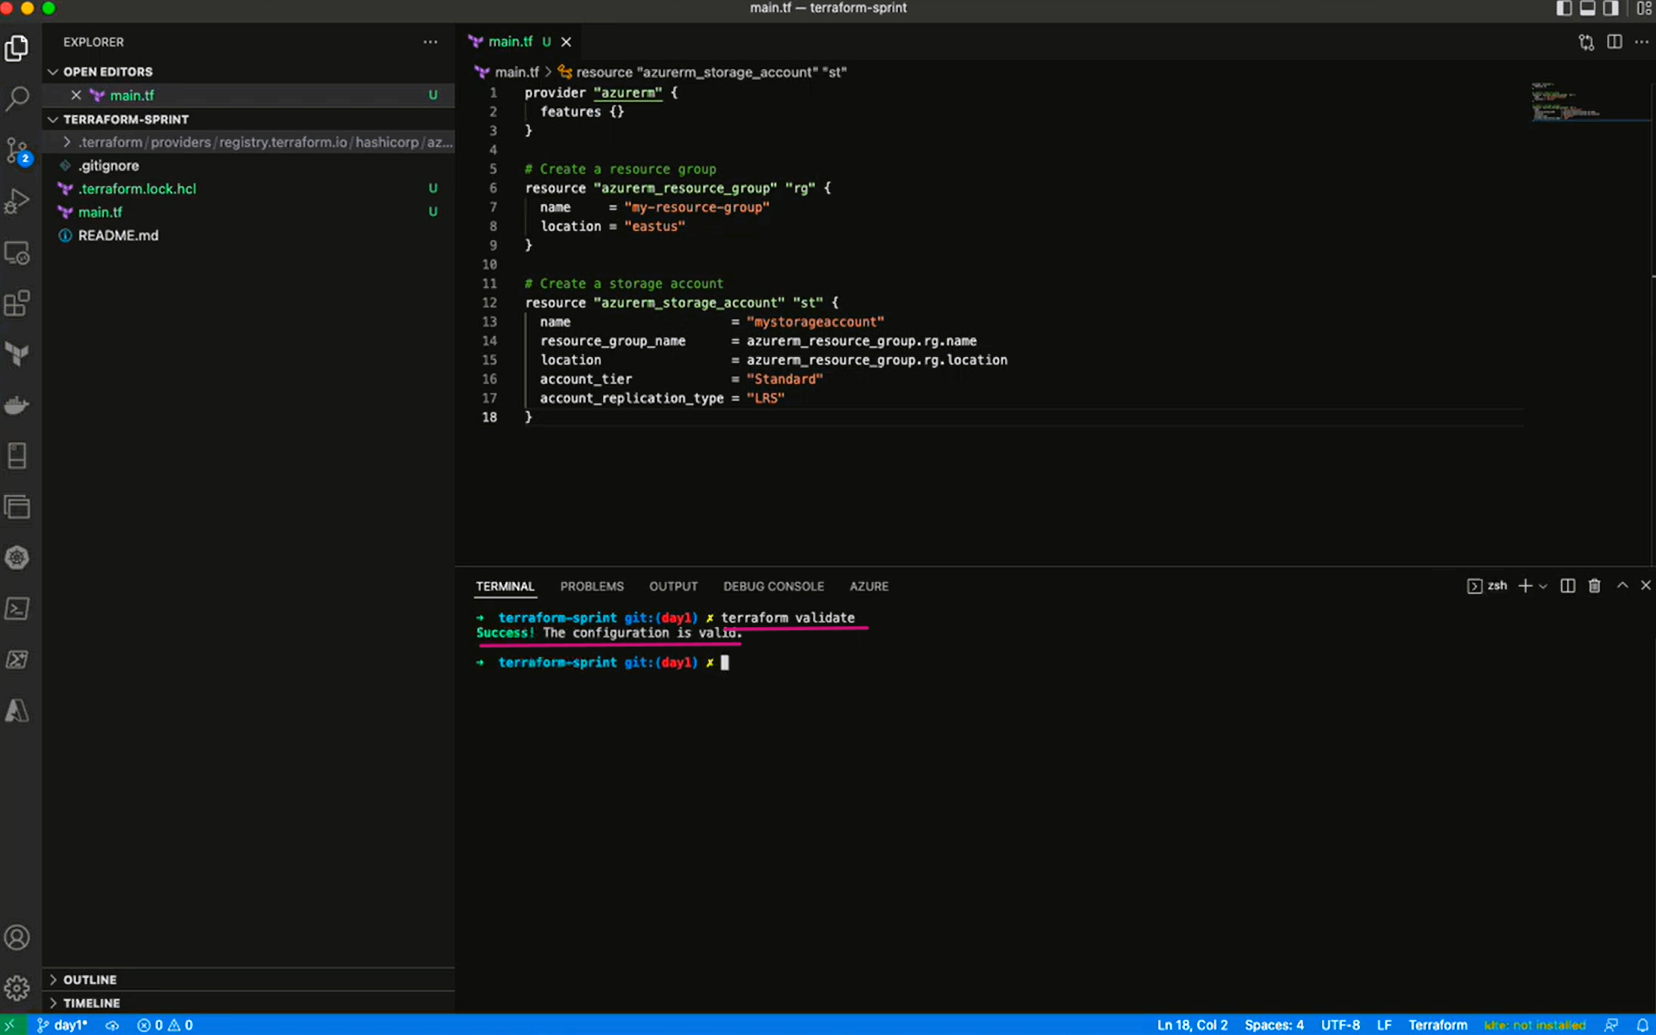 main.tf — terraform-sprint
EXPLORER
OPEN EDITORS
main.tf U
TERRAFORM-SPRINT
.terraform/providers/registry.terraform.io/hashicorp/az...
.gitignore
.terraform.lock.hcl U
main.tf U
README.md
OUTLINE
TIMELINE
2
main.tf U
main.tf > resource "azurerm_storage_account" "st"
1 provider "azurerm" {
2 features {}
3 }
4
5 # Create a resource group
6 resource "azurerm_resource_group" "rg" {
7 name = "my-resource-group"
8 location = "eastus"
9 }
10
11 # Create a storage account
12 resource "azurerm_storage_account" "st" {
13 name = "mystorageaccount"
14 resource_group_name = azurerm_resource_group.rg.name
15 location = azurerm_resource_group.rg.location
16 account_tier = "Standard"
17 account_replication_type = "LRS"
18 }
TERMINAL PROBLEMS OUTPUT DEBUG CONSOLE AZURE zsh
→ terraform-sprint git:(day1) ✗ terraform validate
Success! The configuration is valid.
→ terraform-sprint git:(day1) ✗
day1* 0 0 Ln 18, Col 2 Spaces: 4 UTF-8 LF Terraform kite: not installed